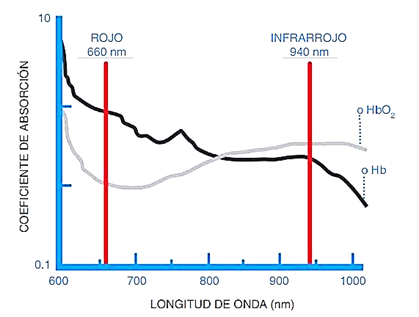 10
ROJO
660 nm
INFRARROJO
940 nm
COEFICIENTE DE ABSORCIÓN
HbO₂
Hb
0.1
600 700 800 900 1000
LONGITUD DE ONDA (nm)